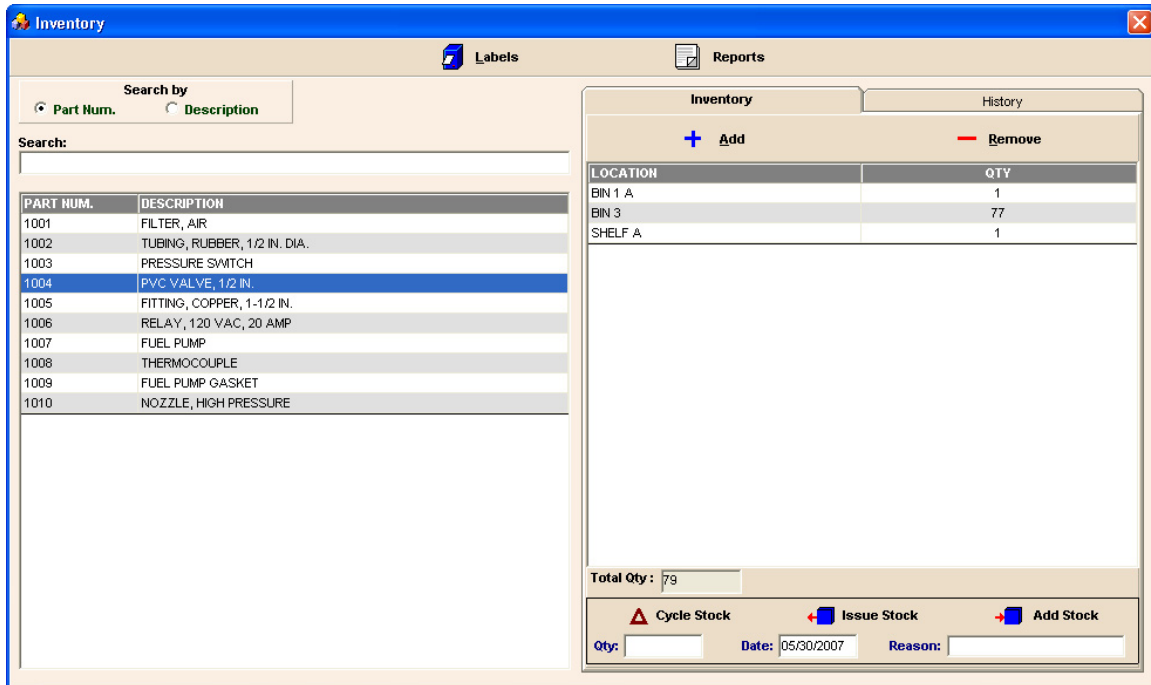 Inventory
Labels Reports
Search by
Part Num. Description
Search:
PART NUM. DESCRIPTION
1001 FILTER, AIR
1002 TUBING, RUBBER, 1/2 IN. DIA.
1003 PRESSURE SWITCH
1004 PVC VALVE, 1/2 IN.
1005 FITTING, COPPER, 1-1/2 IN.
1006 RELAY, 120 VAC, 20 AMP
1007 FUEL PUMP
1008 THERMOCOUPLE
1009 FUEL PUMP GASKET
1010 NOZZLE, HIGH PRESSURE
Inventory History
Add Remove
LOCATION QTY
BIN 1 A 1
BIN 3 77
SHELF A 1
Total Qty : 79
Cycle Stock Issue Stock Add Stock
Qty: Date: 05/30/2007 Reason: